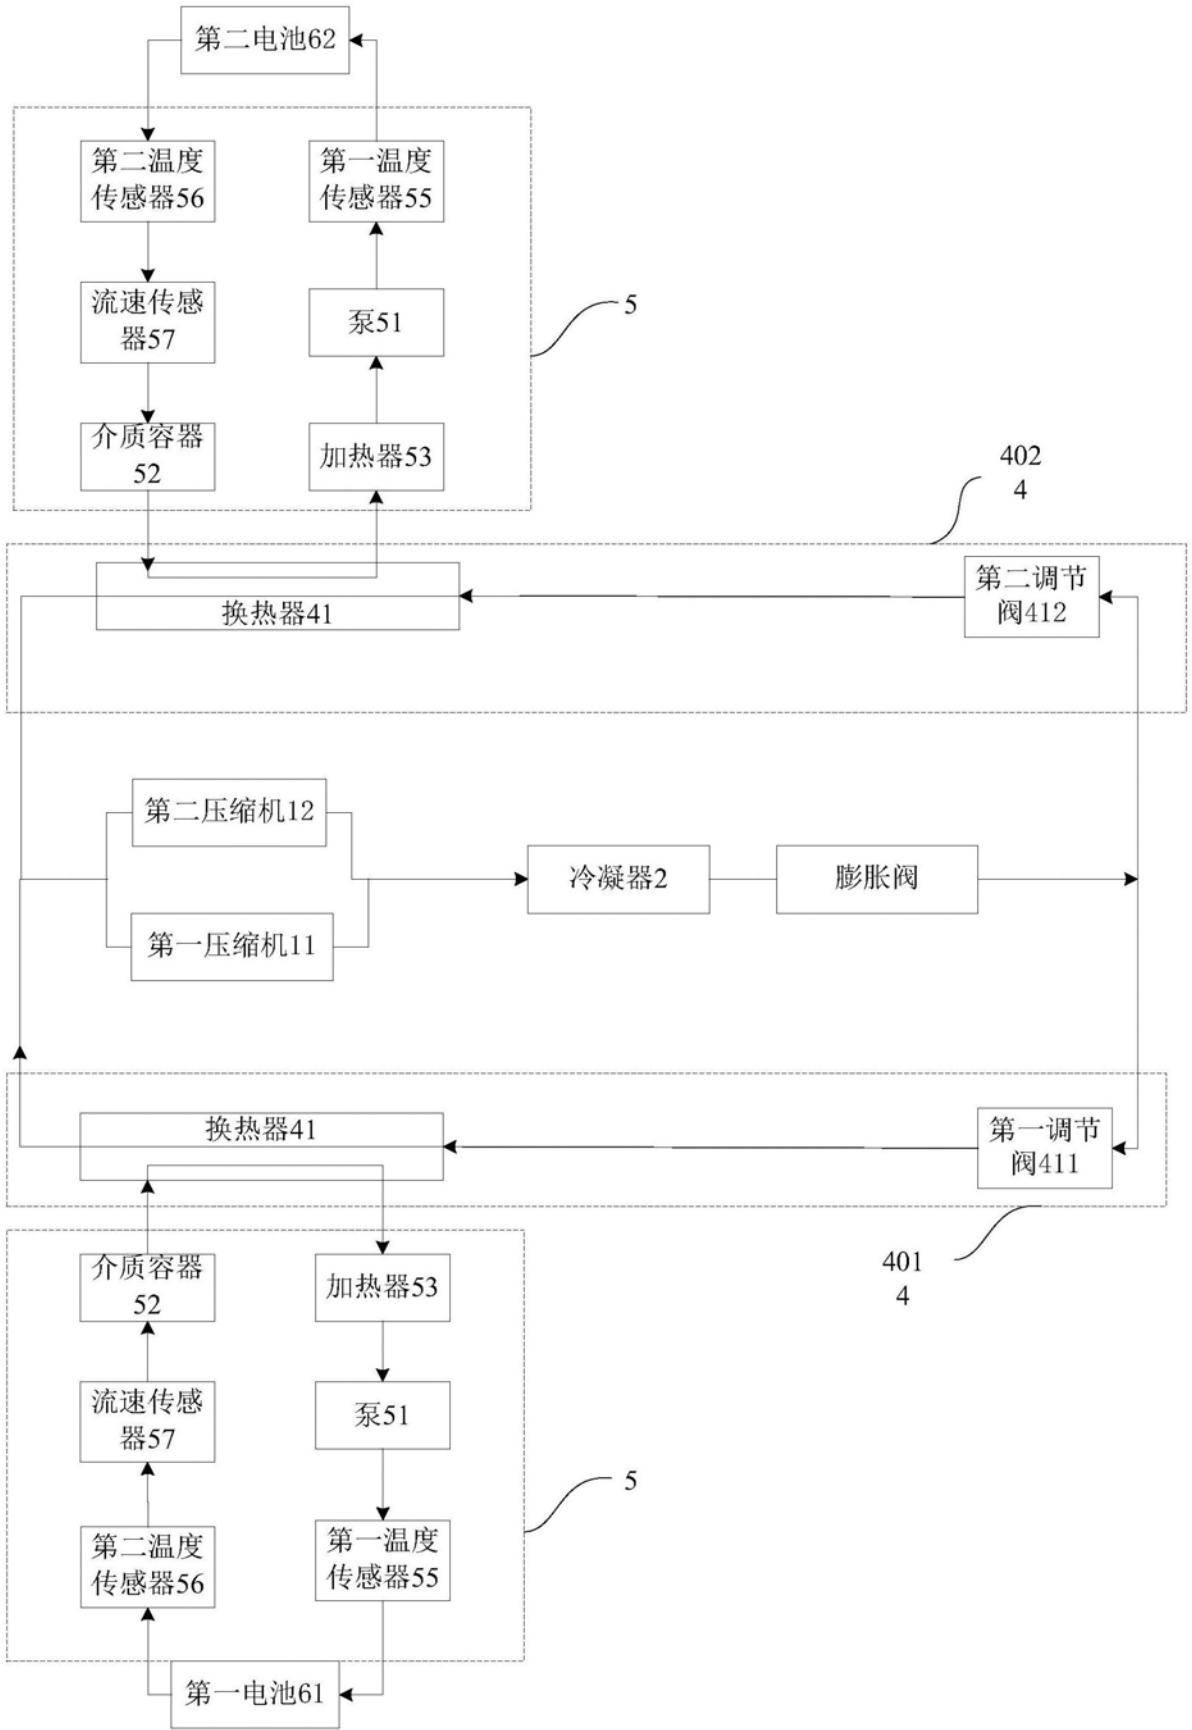 第二电池62
第二温度
传感器56
第一温度
传感器55
流速传感
器57
泵51
5
介质容器
52
加热器53
402
4
第二调节
阀412
换热器41
第二压缩机12
冷凝器2
膨胀阀
第一压缩机11
换热器41
第一调节
阀411
401
4
介质容器
52
加热器53
流速传感
器57
泵51
5
第二温度
传感器56
第一温度
传感器55
第一电池61